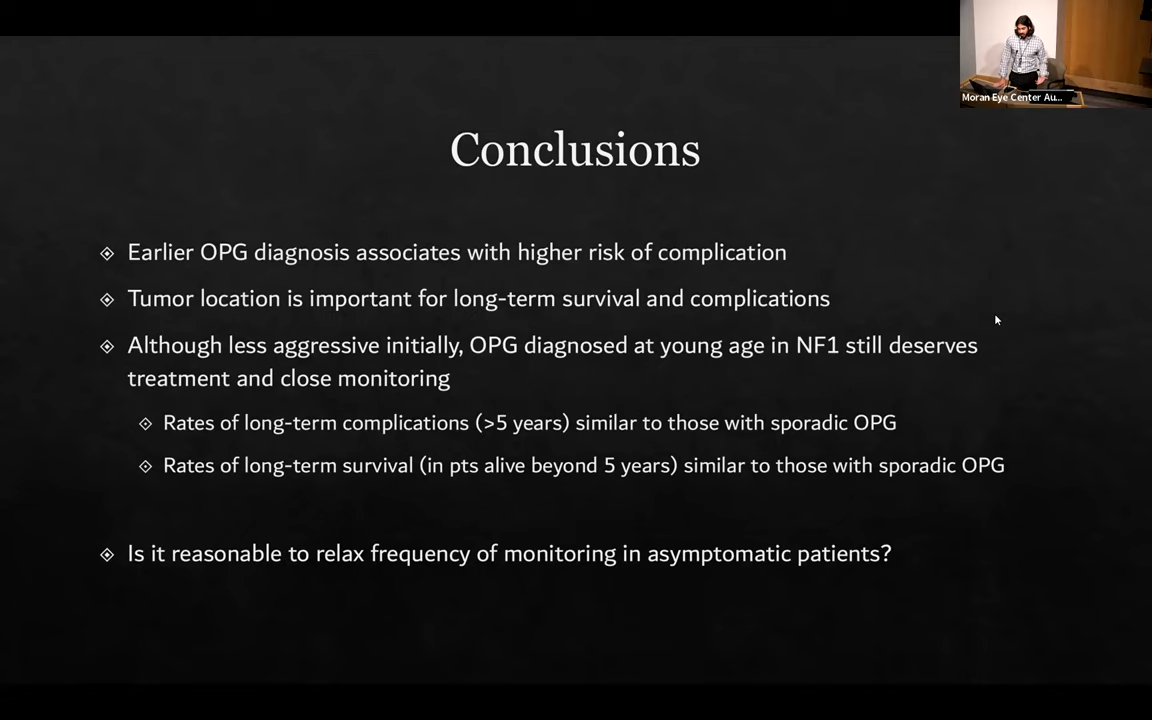 Moran Eye Center Au...
Conclusions
Earlier OPG diagnosis associates with higher risk of complication
Tumor location is important for long-term survival and complications
Although less aggressive initially, OPG diagnosed at young age in NF1 still deserves
treatment and close monitoring
Rates of long-term complications (>5 years) similar to those with sporadic OPG
Rates of long-term survival (in pts alive beyond 5 years) similar to those with sporadic OPG
Is it reasonable to relax frequency of monitoring in asymptomatic patients?